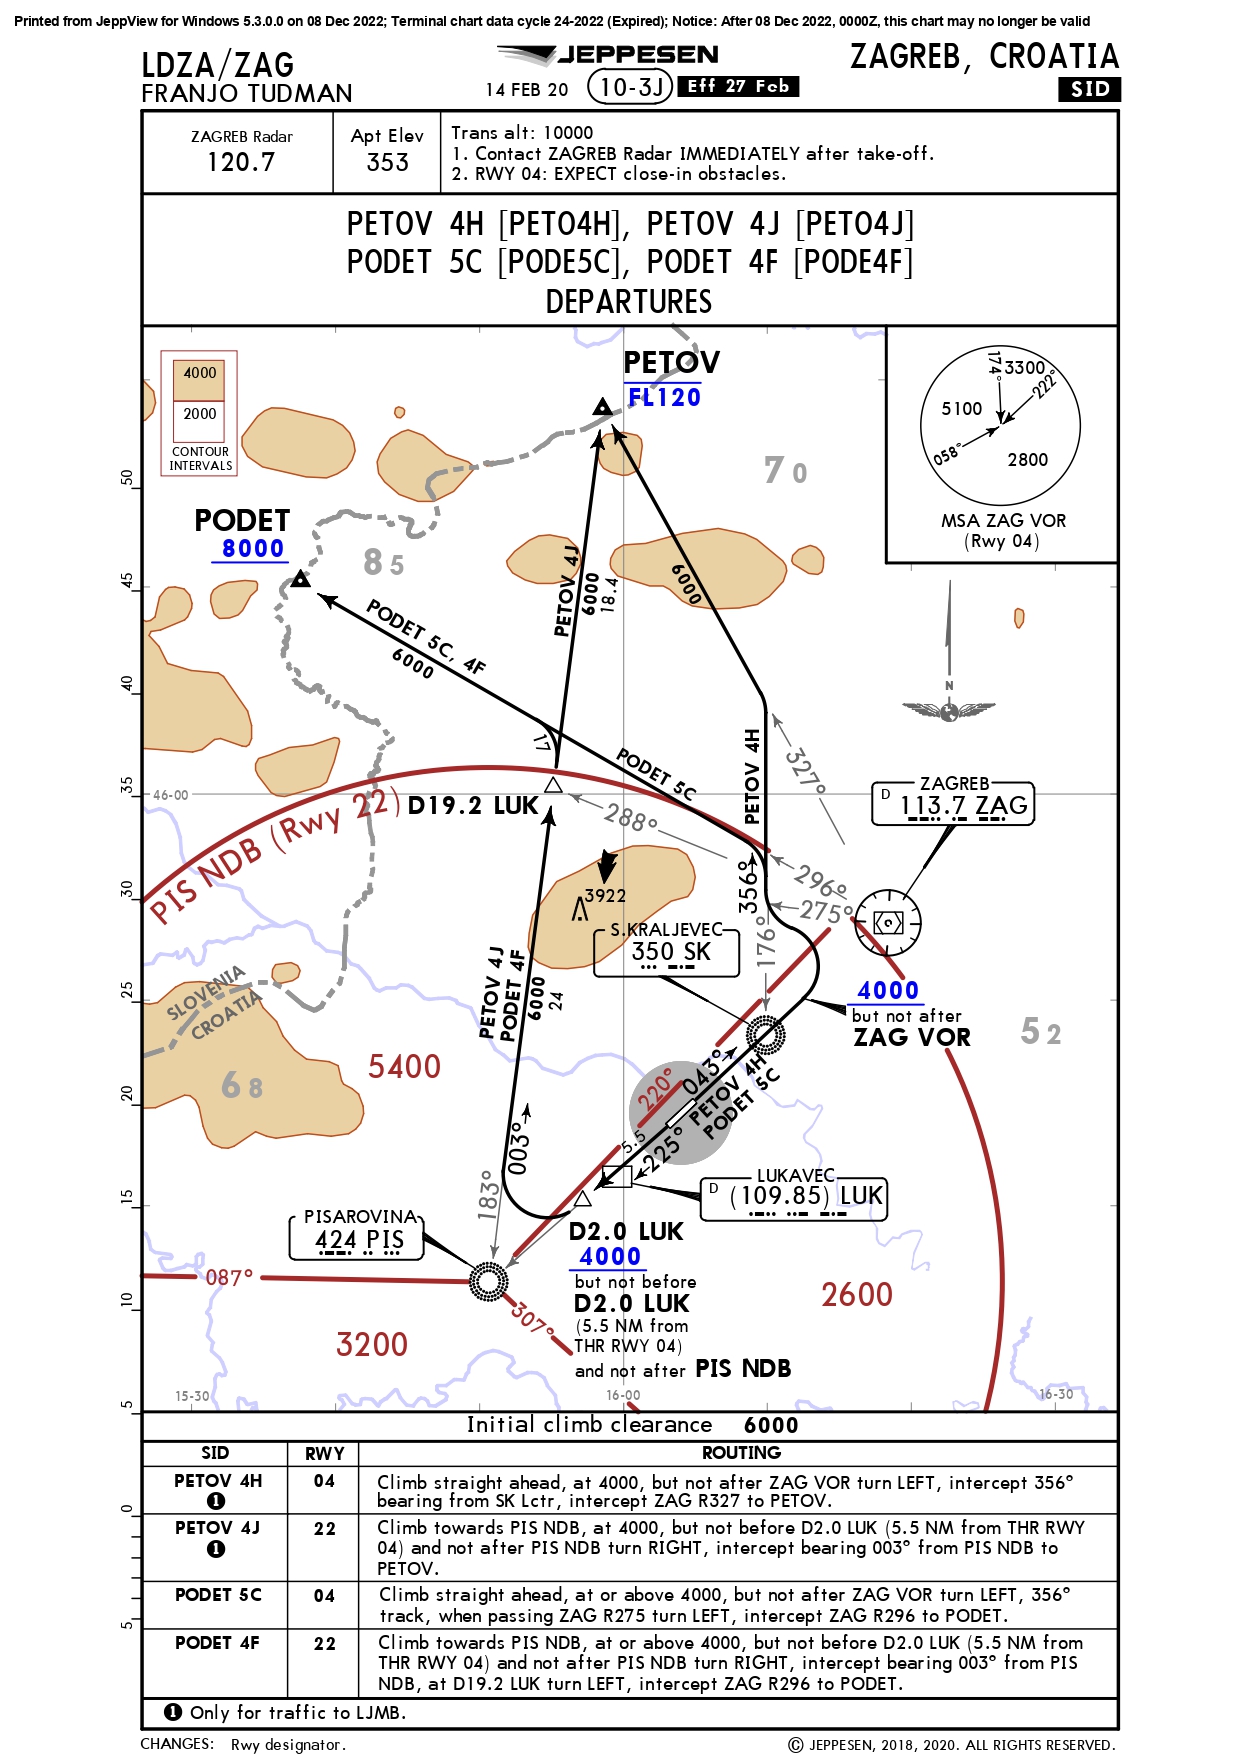 Printed from JeppView for Windows 5.3.0.0 on 08 Dec 2022; Terminal chart data cycle 24-2022 (Expired); Notice: After 08 Dec 2022, 0000Z, this chart may no longer be valid
LDZA/ZAG
FRANJO TUDMAN
JEPPESEN
14 FEB 20
10-3J
Eff 27 Feb
ZAGREB, CROATIA
SID
ZAGREB Radar
120.7
Apt Elev
353
Trans alt: 10000
1. Contact ZAGREB Radar IMMEDIATELY after take-off.
2. RWY 04: EXPECT close-in obstacles.
PETOV 4H [PETO4H], PETOV 4J [PETO4J]
PODET 5C [PODE5C], PODET 4F [PODE4F]
DEPARTURES
4000
2000
CONTOUR
INTERVALS
PETOV
FL120
70
174°
3300
222°
5100
058°
2800
MSA ZAG VOR
(Rwy 04)
PODET
8000
85
PETOV 4J
6000
18.4
6000
PODET 5C, 4F
6000
17
PODET 5C
PETOV 4H
327°
N
46-00
PIS NDB (Rwy 22)
D19.2 LUK
288°
ZAGREB
D 113.7 ZAG
3922
356°
296°
275°
S.KRALJEVEC
350 SK
176°
PETOV 4J
PODET 4F
6000
24
SLOVENIA
CROATIA
4000
but not after
ZAG VOR
52
5400
68
220°
043°
PETOV 4H
PODET 5C
5.5
225°
003°
183°
LUKAVEC
D (109.85) LUK
PISAROVINA
424 PIS
D2.0 LUK
4000
but not before
D2.0 LUK
(5.5 NM from
THR RWY 04)
and not after PIS NDB
087°
307°
3200
2600
15-30
16-00
16-30
50
45
40
35
30
25
20
15
10
5
0
5
Initial climb clearance 6000
SID RWY ROUTING
PETOV 4H 04 Climb straight ahead, at 4000, but not after ZAG VOR turn LEFT, intercept 356°
1 bearing from SK Lctr, intercept ZAG R327 to PETOV.
PETOV 4J 22 Climb towards PIS NDB, at 4000, but not before D2.0 LUK (5.5 NM from THR RWY
1 04) and not after PIS NDB turn RIGHT, intercept bearing 003° from PIS NDB to
PETOV.
PODET 5C 04 Climb straight ahead, at or above 4000, but not after ZAG VOR turn LEFT, 356°
track, when passing ZAG R275 turn LEFT, intercept ZAG R296 to PODET.
PODET 4F 22 Climb towards PIS NDB, at or above 4000, but not before D2.0 LUK (5.5 NM from
THR RWY 04) and not after PIS NDB turn RIGHT, intercept bearing 003° from PIS
NDB, at D19.2 LUK turn LEFT, intercept ZAG R296 to PODET.
1 Only for traffic to LJMB.
CHANGES: Rwy designator.
© JEPPESEN, 2018, 2020. ALL RIGHTS RESERVED.